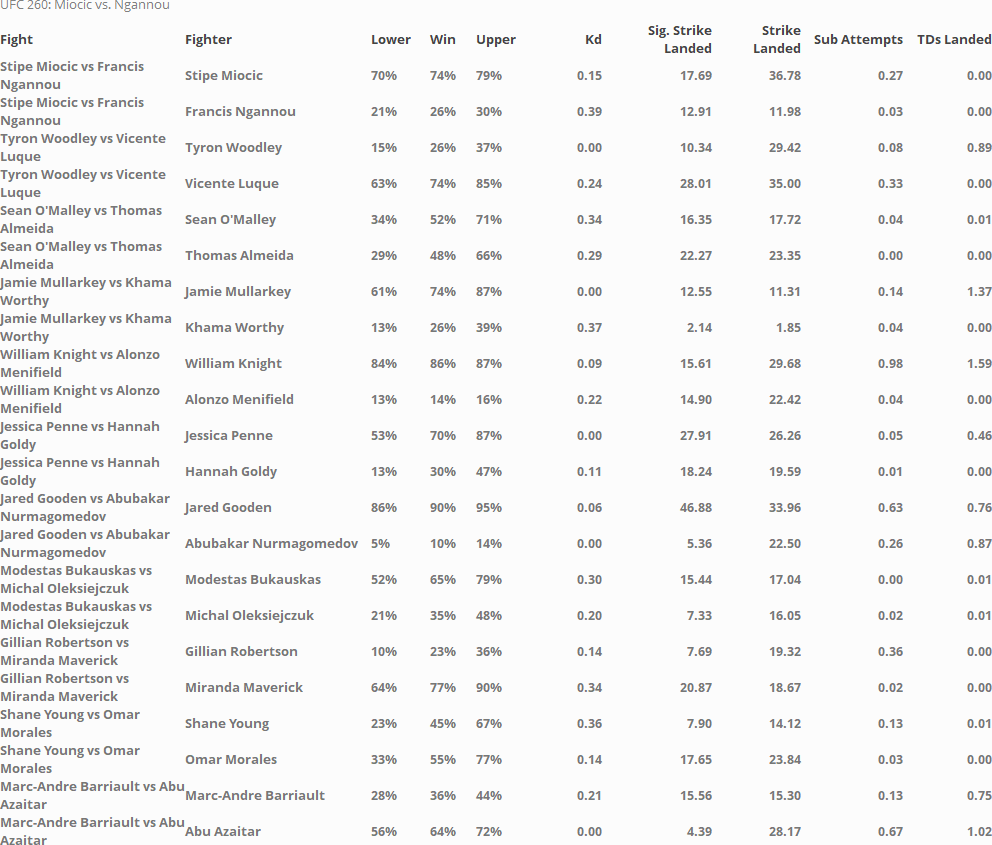 UFC 260: Miocic vs. Ngannou
Fight Fighter Lower Win Upper Kd Sig. Strike Landed Strike Landed Sub Attempts TDs Landed
Stipe Miocic vs Francis Ngannou Stipe Miocic 70% 74% 79% 0.15 17.69 36.78 0.27 0.00
Stipe Miocic vs Francis Ngannou Francis Ngannou 21% 26% 30% 0.39 12.91 11.98 0.03 0.00
Tyron Woodley vs Vicente Luque Tyron Woodley 15% 26% 37% 0.00 10.34 29.42 0.08 0.89
Tyron Woodley vs Vicente Luque Vicente Luque 63% 74% 85% 0.24 28.01 35.00 0.33 0.00
Sean O'Malley vs Thomas Almeida Sean O'Malley 34% 52% 71% 0.34 16.35 17.72 0.04 0.01
Sean O'Malley vs Thomas Almeida Thomas Almeida 29% 48% 66% 0.29 22.27 23.35 0.00 0.00
Jamie Mullarkey vs Khama Worthy Jamie Mullarkey 61% 74% 87% 0.00 12.55 11.31 0.14 1.37
Jamie Mullarkey vs Khama Worthy Khama Worthy 13% 26% 39% 0.37 2.14 1.85 0.04 0.00
William Knight vs Alonzo Menifield William Knight 84% 86% 87% 0.09 15.61 29.68 0.98 1.59
William Knight vs Alonzo Menifield Alonzo Menifield 13% 14% 16% 0.22 14.90 22.42 0.04 0.00
Jessica Penne vs Hannah Goldy Jessica Penne 53% 70% 87% 0.00 27.91 26.26 0.05 0.46
Jessica Penne vs Hannah Goldy Hannah Goldy 13% 30% 47% 0.11 18.24 19.59 0.01 0.00
Jared Gooden vs Abubakar Nurmagomedov Jared Gooden 86% 90% 95% 0.06 46.88 33.96 0.63 0.76
Jared Gooden vs Abubakar Nurmagomedov Abubakar Nurmagomedov 5% 10% 14% 0.00 5.36 22.50 0.26 0.87
Modestas Bukauskas vs Michal Oleksiejczuk Modestas Bukauskas 52% 65% 79% 0.30 15.44 17.04 0.00 0.01
Modestas Bukauskas vs Michal Oleksiejczuk Michal Oleksiejczuk 21% 35% 48% 0.20 7.33 16.05 0.02 0.01
Gillian Robertson vs Miranda Maverick Gillian Robertson 10% 23% 36% 0.14 7.69 19.32 0.36 0.00
Gillian Robertson vs Miranda Maverick Miranda Maverick 64% 77% 90% 0.34 20.87 18.67 0.02 0.00
Shane Young vs Omar Morales Shane Young 23% 45% 67% 0.36 7.90 14.12 0.13 0.01
Shane Young vs Omar Morales Omar Morales 33% 55% 77% 0.14 17.65 23.84 0.03 0.00
Marc-Andre Barriault vs Abu Azaitar Marc-Andre Barriault 28% 36% 44% 0.21 15.56 15.30 0.13 0.75
Marc-Andre Barriault vs Abu Azaitar Abu Azaitar 56% 64% 72% 0.00 4.39 28.17 0.67 1.02